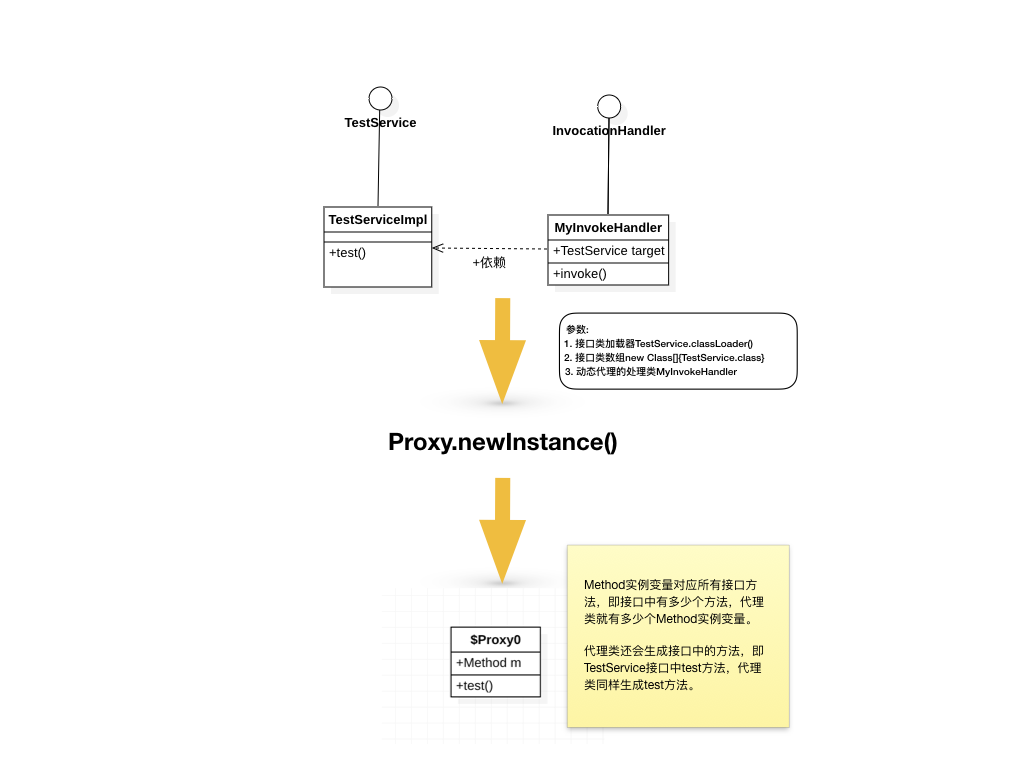 TestService
InvocationHandler
TestServiceImpl
+test()
MyInvokeHandler
+TestService target
+invoke()
+依赖
参数:
1. 接口类加载器TestService.classLoader()
2. 接口类数组new Class[]{TestService.class}
3. 动态代理的处理类MyInvokeHandler
Proxy.newInstance()
$Proxy0
+Method m
+test()
Method实例变量对应所有接口方
法，即接口中有多少个方法，代理
类就有多少个Method实例变量。
代理类还会生成接口中的方法，即
TestService接口中test方法，代理
类同样生成test方法。